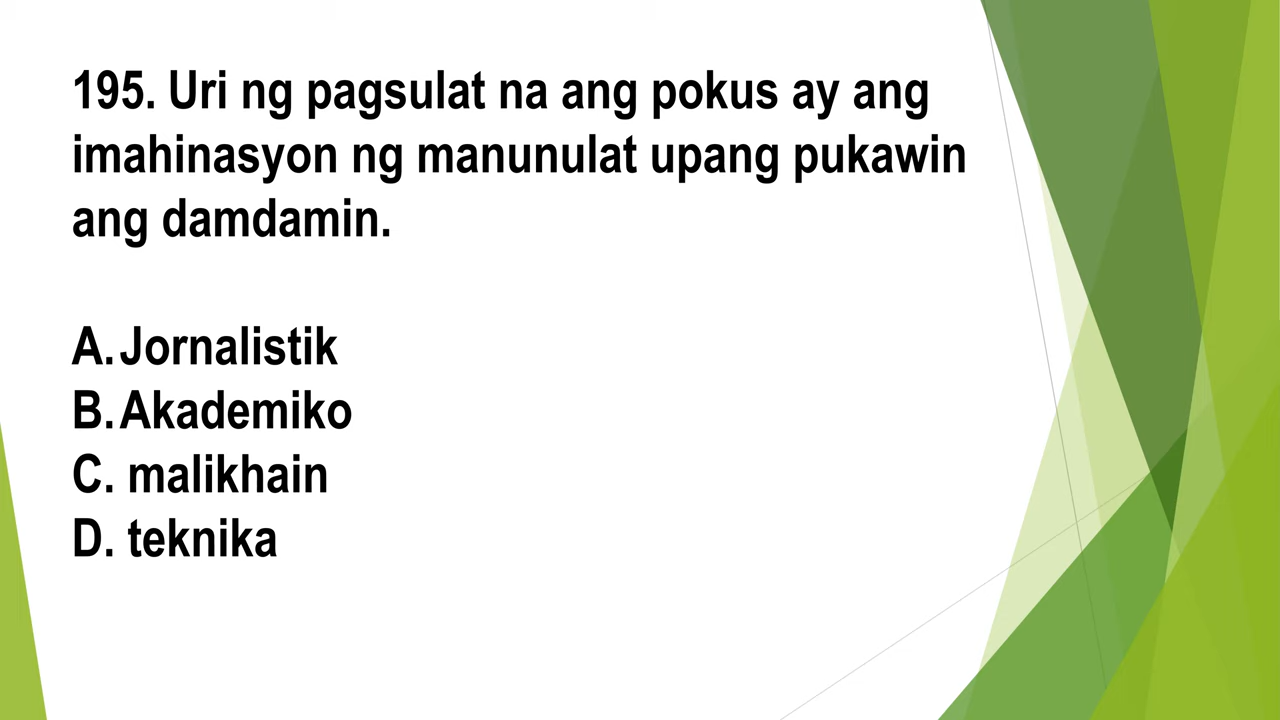 195. Uri ng pagsulat na ang pokus ay ang
imahinasyon ng manunulat upang pukawin
ang damdamin.
A. Jornalistik
B. Akademiko
C. malikhain
D. teknika